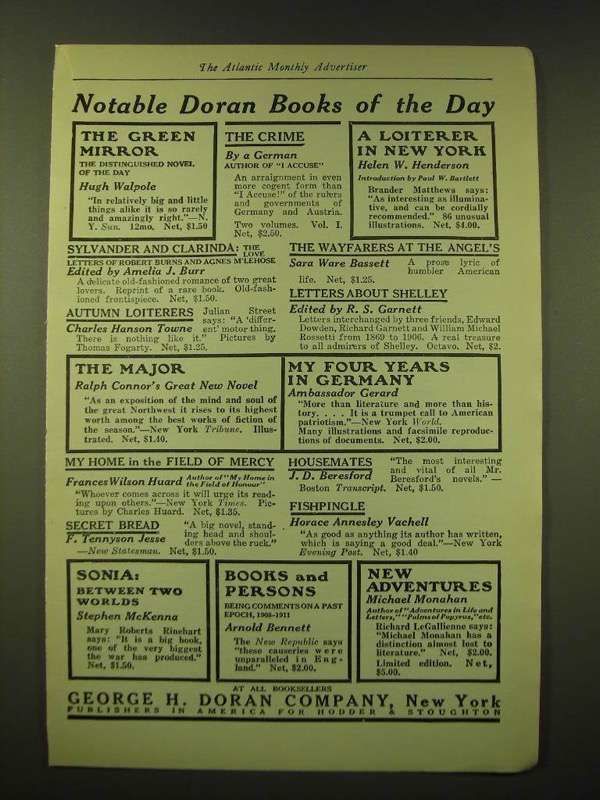 The Atlantic Monthly Advertiser
Notable Doran Books of the Day
THE GREEN
MIRROR
THE DISTINGUISHED NOVEL
OF THE DAY
Hugh Walpole
"In relatively big and little
things alike it is so rarely
and amazingly right."—N.
Y. Sun. 12mo. Net, $1.50
THE CRIME
By a German
AUTHOR OF "I ACCUSE"
An arraignment in even
more cogent form than
"I Accuse!" of the rulers
and governments of
Germany and Austria.
Two volumes. Vol. I.
Net, $2.50.
A LOITERER
IN NEW YORK
Helen W. Henderson
Introduction by Paul W. Bartlett
Brander Matthews says:
"As interesting as illumina-
tive, and can be cordially
recommended." 86 unusual
illustrations. Net, $4.00.
SYLVANDER AND CLARINDA: THE LOVE
LETTERS OF ROBERT BURNS AND AGNES M'LEHOSE
Edited by Amelia J. Burr
A delicate old-fashioned romance of two great
lovers. Reprint of a rare book. Old-fash-
ioned frontispiece. Net, $1.50.
THE WAYFARERS AT THE ANGEL'S
Sara Ware Bassett A prose lyric of
humbler American
life. Net, $1.25.
AUTUMN LOITERERS Julian Street
says: "A 'differ-
Charles Hanson Towne ent' motor thing.
There is nothing like it." Pictures by
Thomas Fogarty. Net, $1.25.
LETTERS ABOUT SHELLEY
Edited by R. S. Garnett
Letters interchanged by three friends, Edward
Dowden, Richard Garnett and William Michael
Rossetti from 1869 to 1906. A real treasure
to all admirers of Shelley. Octavo. Net, $2.
THE MAJOR
Ralph Connor's Great New Novel
"As an exposition of the mind and soul of
the great Northwest it rises to its highest
worth among the best works of fiction of
the season."—New York Tribune. Illus-
trated. Net, $1.40.
MY FOUR YEARS
IN GERMANY
Ambassador Gerard
"More than literature and more than his-
tory. . . . It is a trumpet call to American
patriotism."—New York World.
Many illustrations and facsimile reproduc-
tions of documents. Net, $2.00.
MY HOME in the FIELD OF MERCY
Frances Wilson Huard Author of "My Home in
the Field of Honour"
"Whoever comes across it will urge its read-
ing upon others."—New York Times. Pic-
tures by Charles Huard. Net, $1.35.
HOUSEMATES "The most interesting
and vital of all Mr.
J. D. Beresford Beresford's novels." —
Boston Transcript. Net, $1.50.
SECRET BREAD "A big novel, stand-
ing head and shoul-
F. Tennyson Jesse ders above the ruck."
—New Statesman. Net, $1.50.
FISHPINGLE
Horace Annesley Vachell
"As good as anything its author has written,
which is saying a good deal."—New York
Evening Post. Net, $1.40
SONIA:
BETWEEN TWO
WORLDS
Stephen McKenna
Mary Roberts Rinehart
says: "It is a big book,
one of the very biggest
the war has produced."
Net, $1.50.
BOOKS and
PERSONS
BEING COMMENTS ON A PAST
EPOCH, 1908-1911
Arnold Bennett
The New Republic says
"these causeries were
unparalleled in Eng-
land." Net, $2.00.
NEW
ADVENTURES
Michael Monahan
Author of "Adventures in Life and
Letters," "Palms of Papyrus," etc.
Richard LeGallienne says:
"Michael Monahan has a
distinction almost lost to
literature." Net, $2.00.
Limited edition. Net,
$5.00.
AT ALL BOOKSELLERS
GEORGE H. DORAN COMPANY, New York
PUBLISHERS IN AMERICA FOR HODDER & STOUGHTON